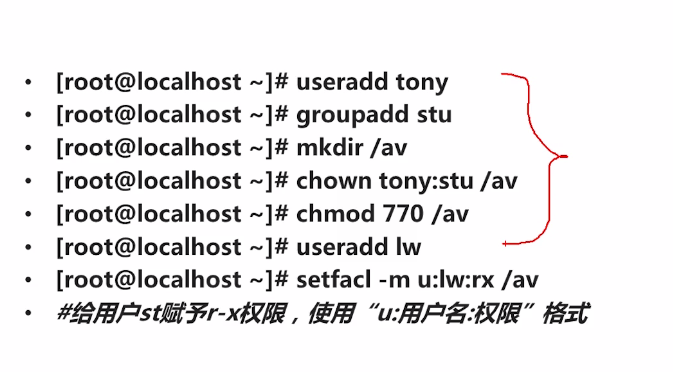 • [root@localhost ~]# useradd tony
• [root@localhost ~]# groupadd stu
• [root@localhost ~]# mkdir /av
• [root@localhost ~]# chown tony:stu /av
• [root@localhost ~]# chmod 770 /av
• [root@localhost ~]# useradd lw
• [root@localhost ~]# setfacl -m u:lw:rx /av
• #给用户st赋予r-x权限，使用“u:用户名:权限”格式